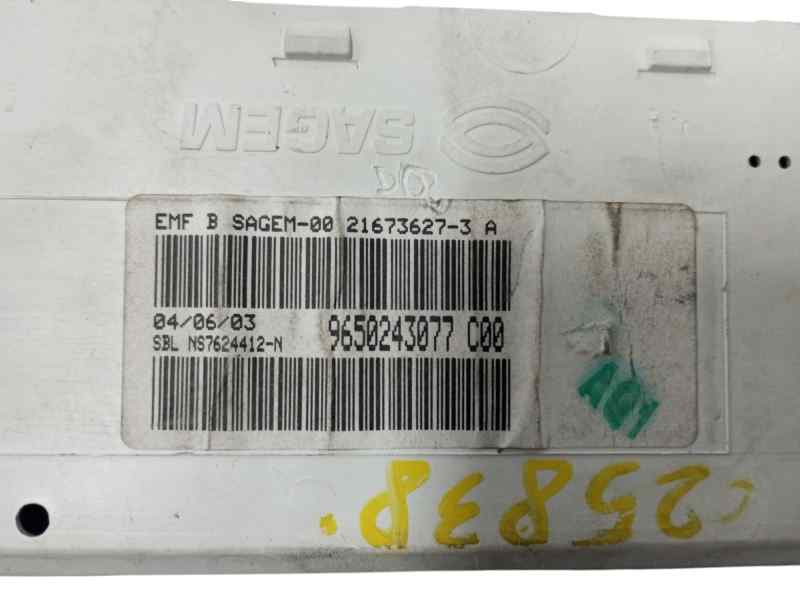 SAGEM
EMF B SAGEM-00 21673627-3 A
04/06/03 9650243077 C00
SBL NS7624412-N
A01
25838